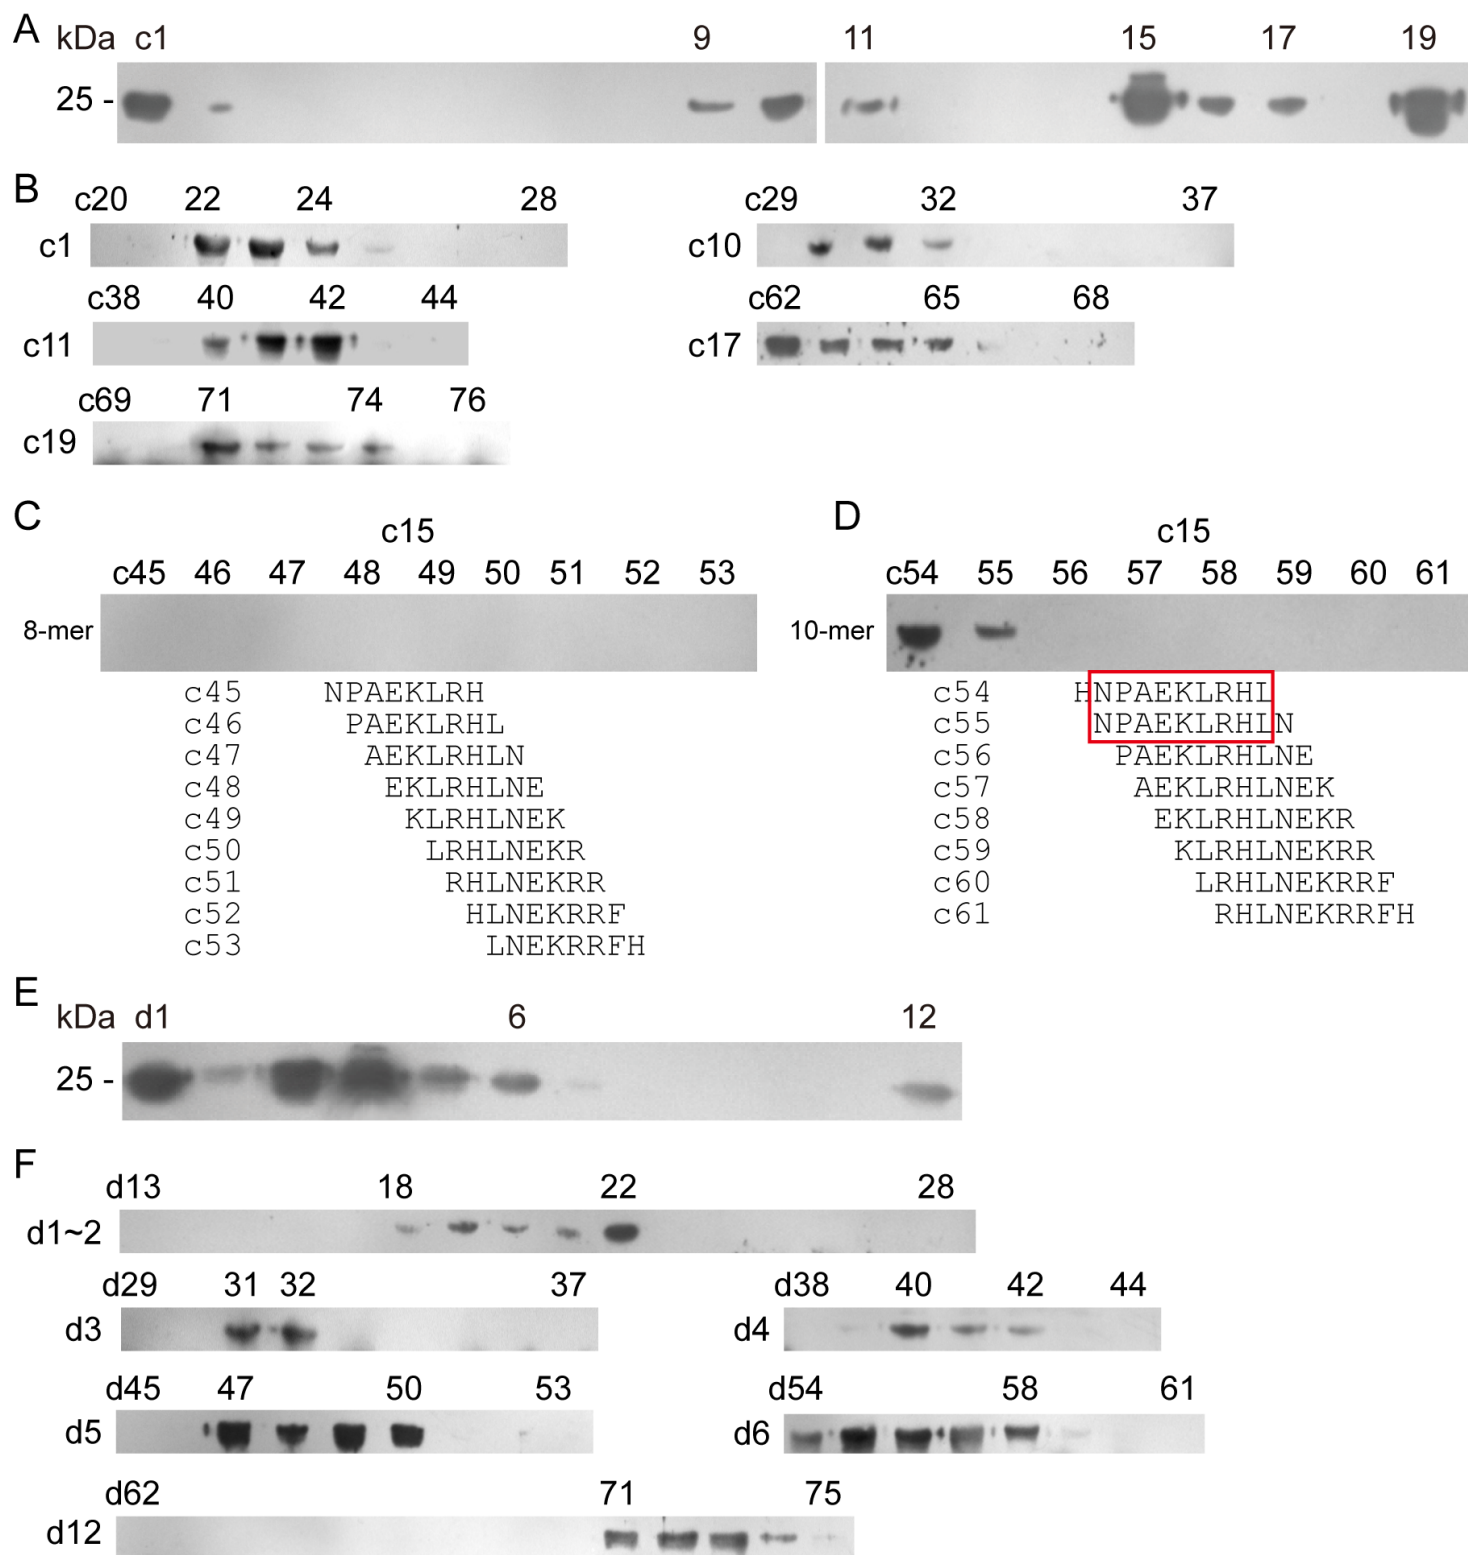 A
kDa c1 9 11 15 17 19
25 -
B
c20 22 24 28
c1
c29 32 37
c10
c38 40 42 44
c11
c62 65 68
c17
c69 71 74 76
c19
C
c15
c45 46 47 48 49 50 51 52 53
8-mer
c45 NPAEKLRH
c46 PAEKLRHL
c47 AEKLRHLN
c48 EKLRHLNE
c49 KLRHLNEK
c50 LRHLNEKR
c51 RHLNEKRR
c52 HLNEKRRF
c53 LNEKRRFH
D
c15
c54 55 56 57 58 59 60 61
10-mer
c54 HNPAEKLRHL
c55 NPAEKLRHLN
c56 PAEKLRHLNE
c57 AEKLRHLNEK
c58 EKLRHLNEKR
c59 KLRHLNEKRR
c60 LRHLNEKRRF
c61 RHLNEKRRFH
E
kDa d1 6 12
25 -
F
d13 18 22 28
d1~2
d29 31 32 37
d3
d38 40 42 44
d4
d45 47 50 53
d5
d54 58 61
d6
d62 71 75
d12